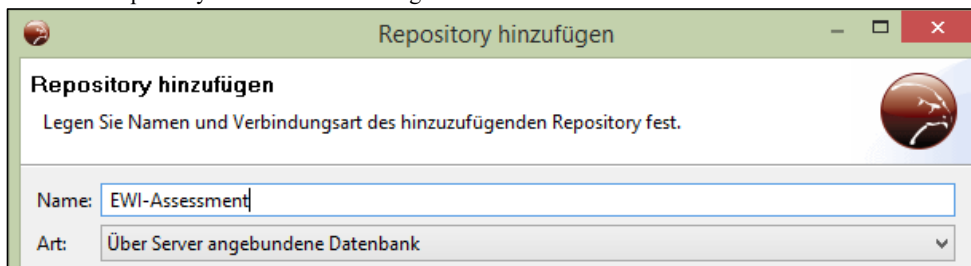 Repository hinzufügen
Repository hinzufügen
Legen Sie Namen und Verbindungsart des hinzuzufügenden Repository fest.
Name: EWI-Assessment
Art: Über Server angebundene Datenbank